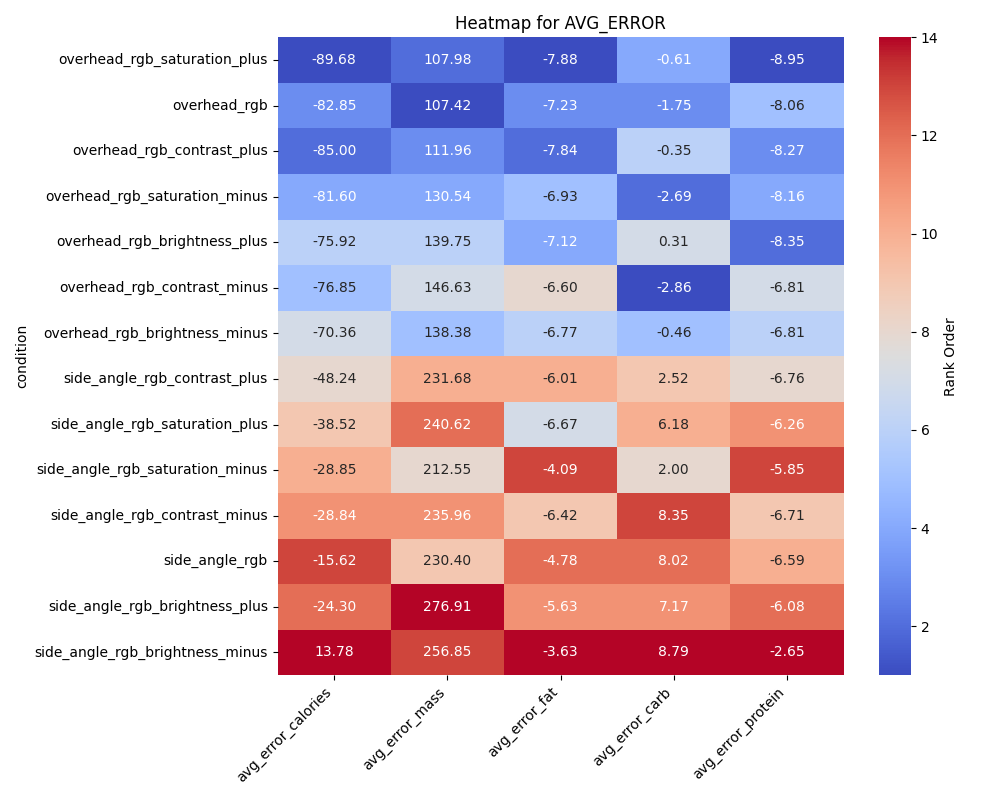 Heatmap for AVG_ERROR
condition
overhead_rgb_saturation_plus -89.68 107.98 -7.88 -0.61 -8.95
overhead_rgb -82.85 107.42 -7.23 -1.75 -8.06
overhead_rgb_contrast_plus -85.00 111.96 -7.84 -0.35 -8.27
overhead_rgb_saturation_minus -81.60 130.54 -6.93 -2.69 -8.16
overhead_rgb_brightness_plus -75.92 139.75 -7.12 0.31 -8.35
overhead_rgb_contrast_minus -76.85 146.63 -6.60 -2.86 -6.81
overhead_rgb_brightness_minus -70.36 138.38 -6.77 -0.46 -6.81
side_angle_rgb_contrast_plus -48.24 231.68 -6.01 2.52 -6.76
side_angle_rgb_saturation_plus -38.52 240.62 -6.67 6.18 -6.26
side_angle_rgb_saturation_minus -28.85 212.55 -4.09 2.00 -5.85
side_angle_rgb_contrast_minus -28.84 235.96 -6.42 8.35 -6.71
side_angle_rgb -15.62 230.40 -4.78 8.02 -6.59
side_angle_rgb_brightness_plus -24.30 276.91 -5.63 7.17 -6.08
side_angle_rgb_brightness_minus 13.78 256.85 -3.63 8.79 -2.65
avg_error_calories
avg_error_mass
avg_error_fat
avg_error_carb
avg_error_protein
14
12
10
8
6
4
2
Rank Order